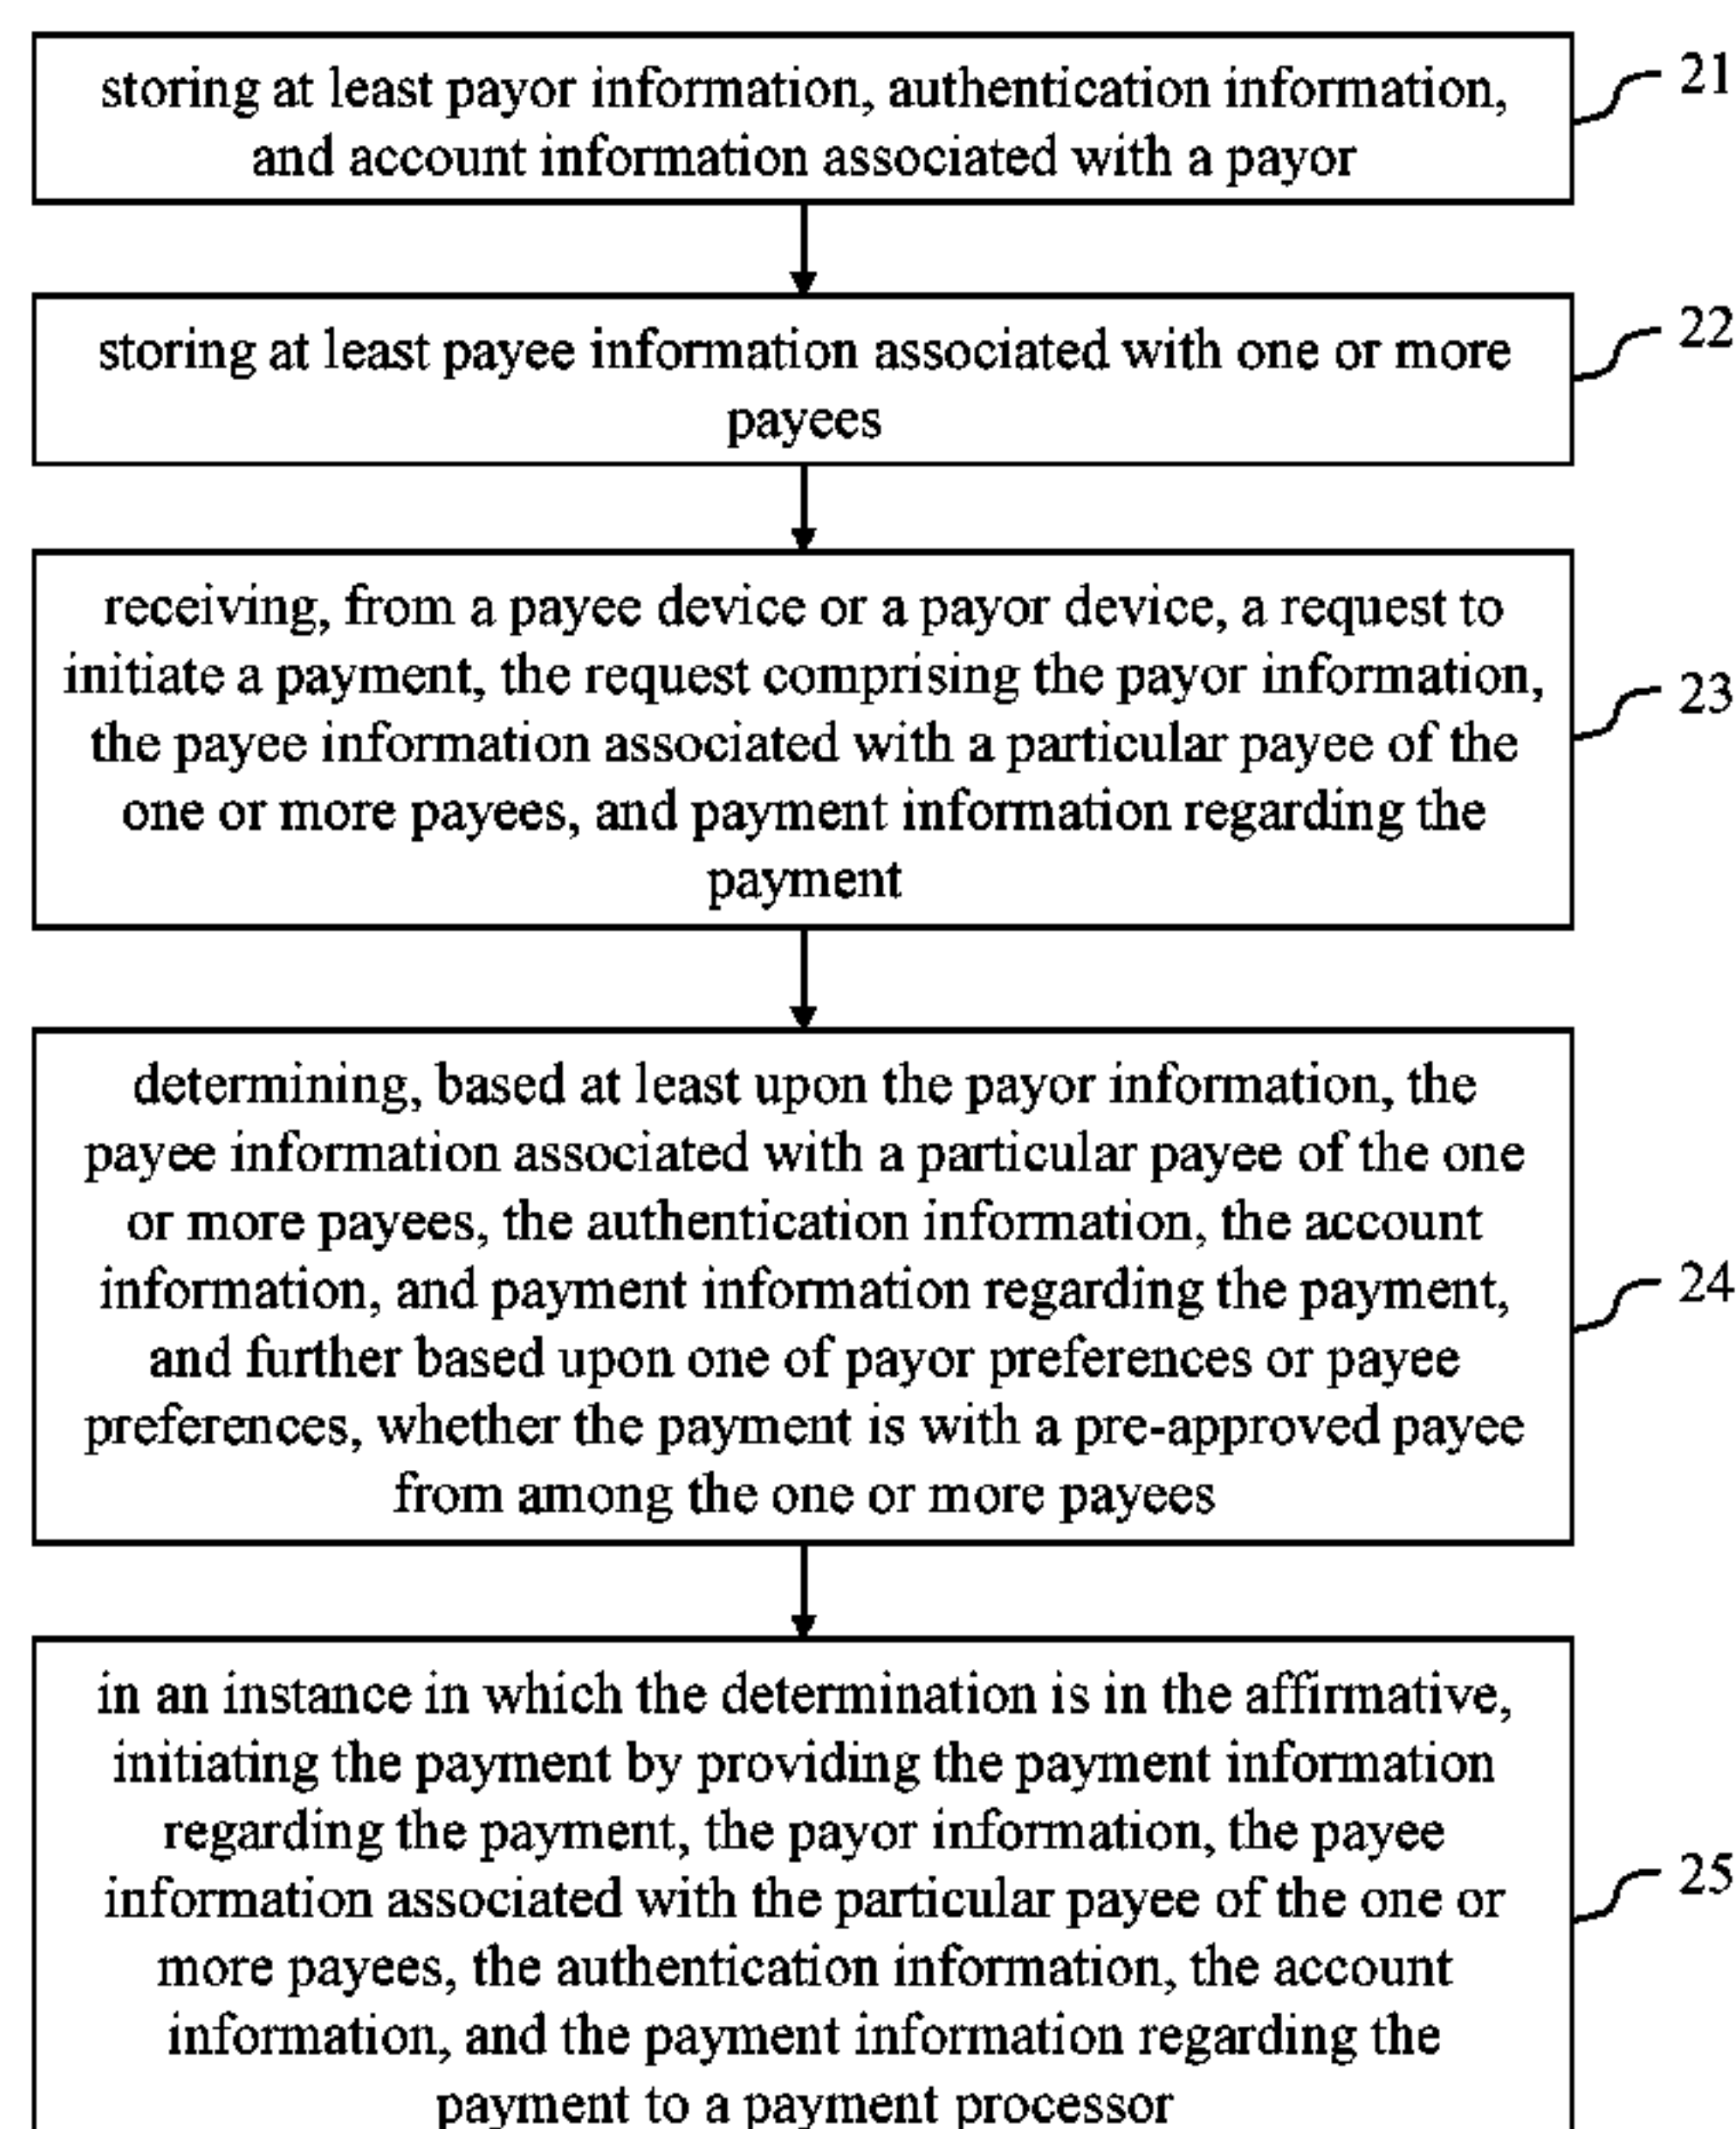 storing at least payor information, authentication information,
and account information associated with a payor
21
storing at least payee information associated with one or more
payees
22
receiving, from a payee device or a payor device, a request to
initiate a payment, the request comprising the payor information,
the payee information associated with a particular payee of the
one or more payees, and payment information regarding the
payment
23
determining, based at least upon the payor information, the
payee information associated with a particular payee of the one
or more payees, the authentication information, the account
information, and payment information regarding the payment,
and further based upon one of payor preferences or payee
preferences, whether the payment is with a pre-approved payee
from among the one or more payees
24
in an instance in which the determination is in the affirmative,
initiating the payment by providing the payment information
regarding the payment, the payor information, the payee
information associated with the particular payee of the one or
more payees, the authentication information, the account
information, and the payment information regarding the
payment to a payment processor
25